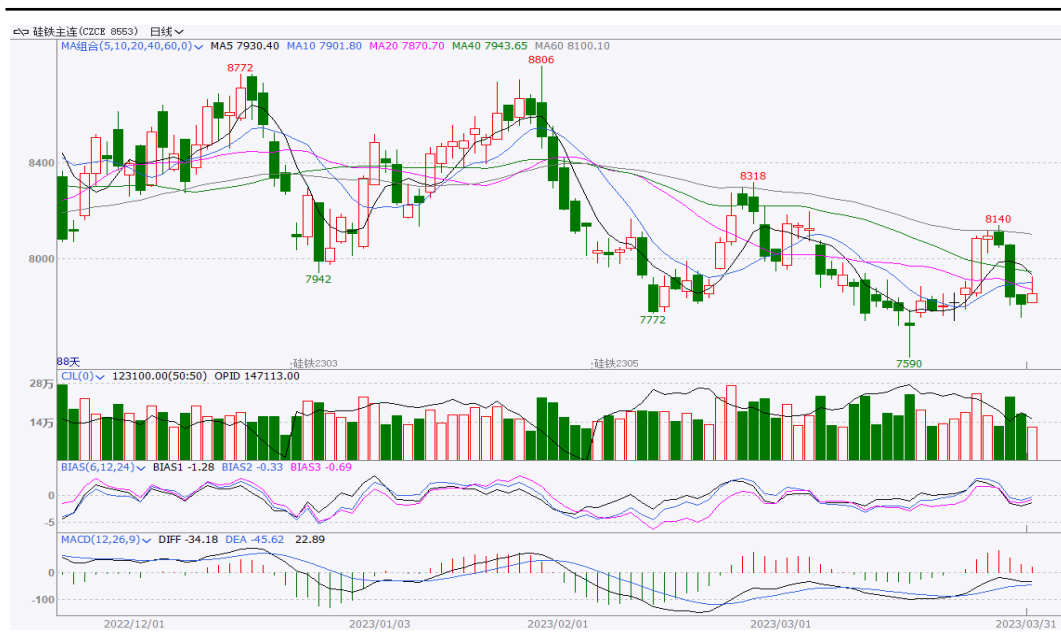 硅铁主连(CZCE 8553) 日线
MA组合(5,10,20,40,60,0) MA5 7930.40 MA10 7901.80 MA20 7870.70 MA40 7943.65 MA60 8100.10
8806
8772
8400
8318
8140
8000
7942
7772
7590
88天
硅铁2303
硅铁2305
CJL(0) 123100.00(50:50) OPID 147113.00
28万
14万
BIAS(6,12,24) BIAS1 -1.28 BIAS2 -0.33 BIAS3 -0.69
0
-5
MACD(12,26,9) DIFF -34.18 DEA -45.62 22.89
0
-100
2022/12/01 2023/01/03 2023/02/01 2023/03/01 2023/03/31